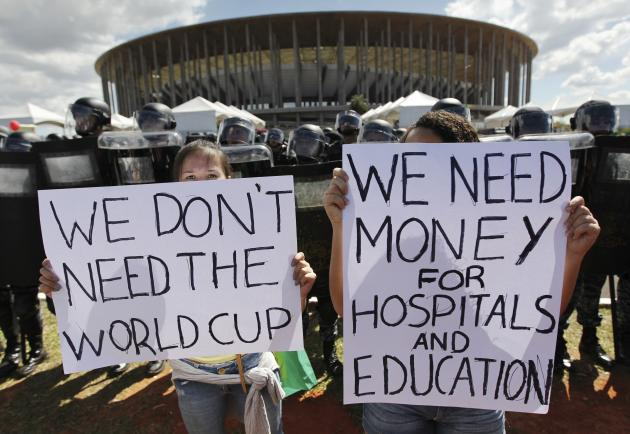 WE DON'T
NEED THE
WORLD CUP
WE NEED
MONEY
FOR
HOSPITALS
AND
EDUCATION